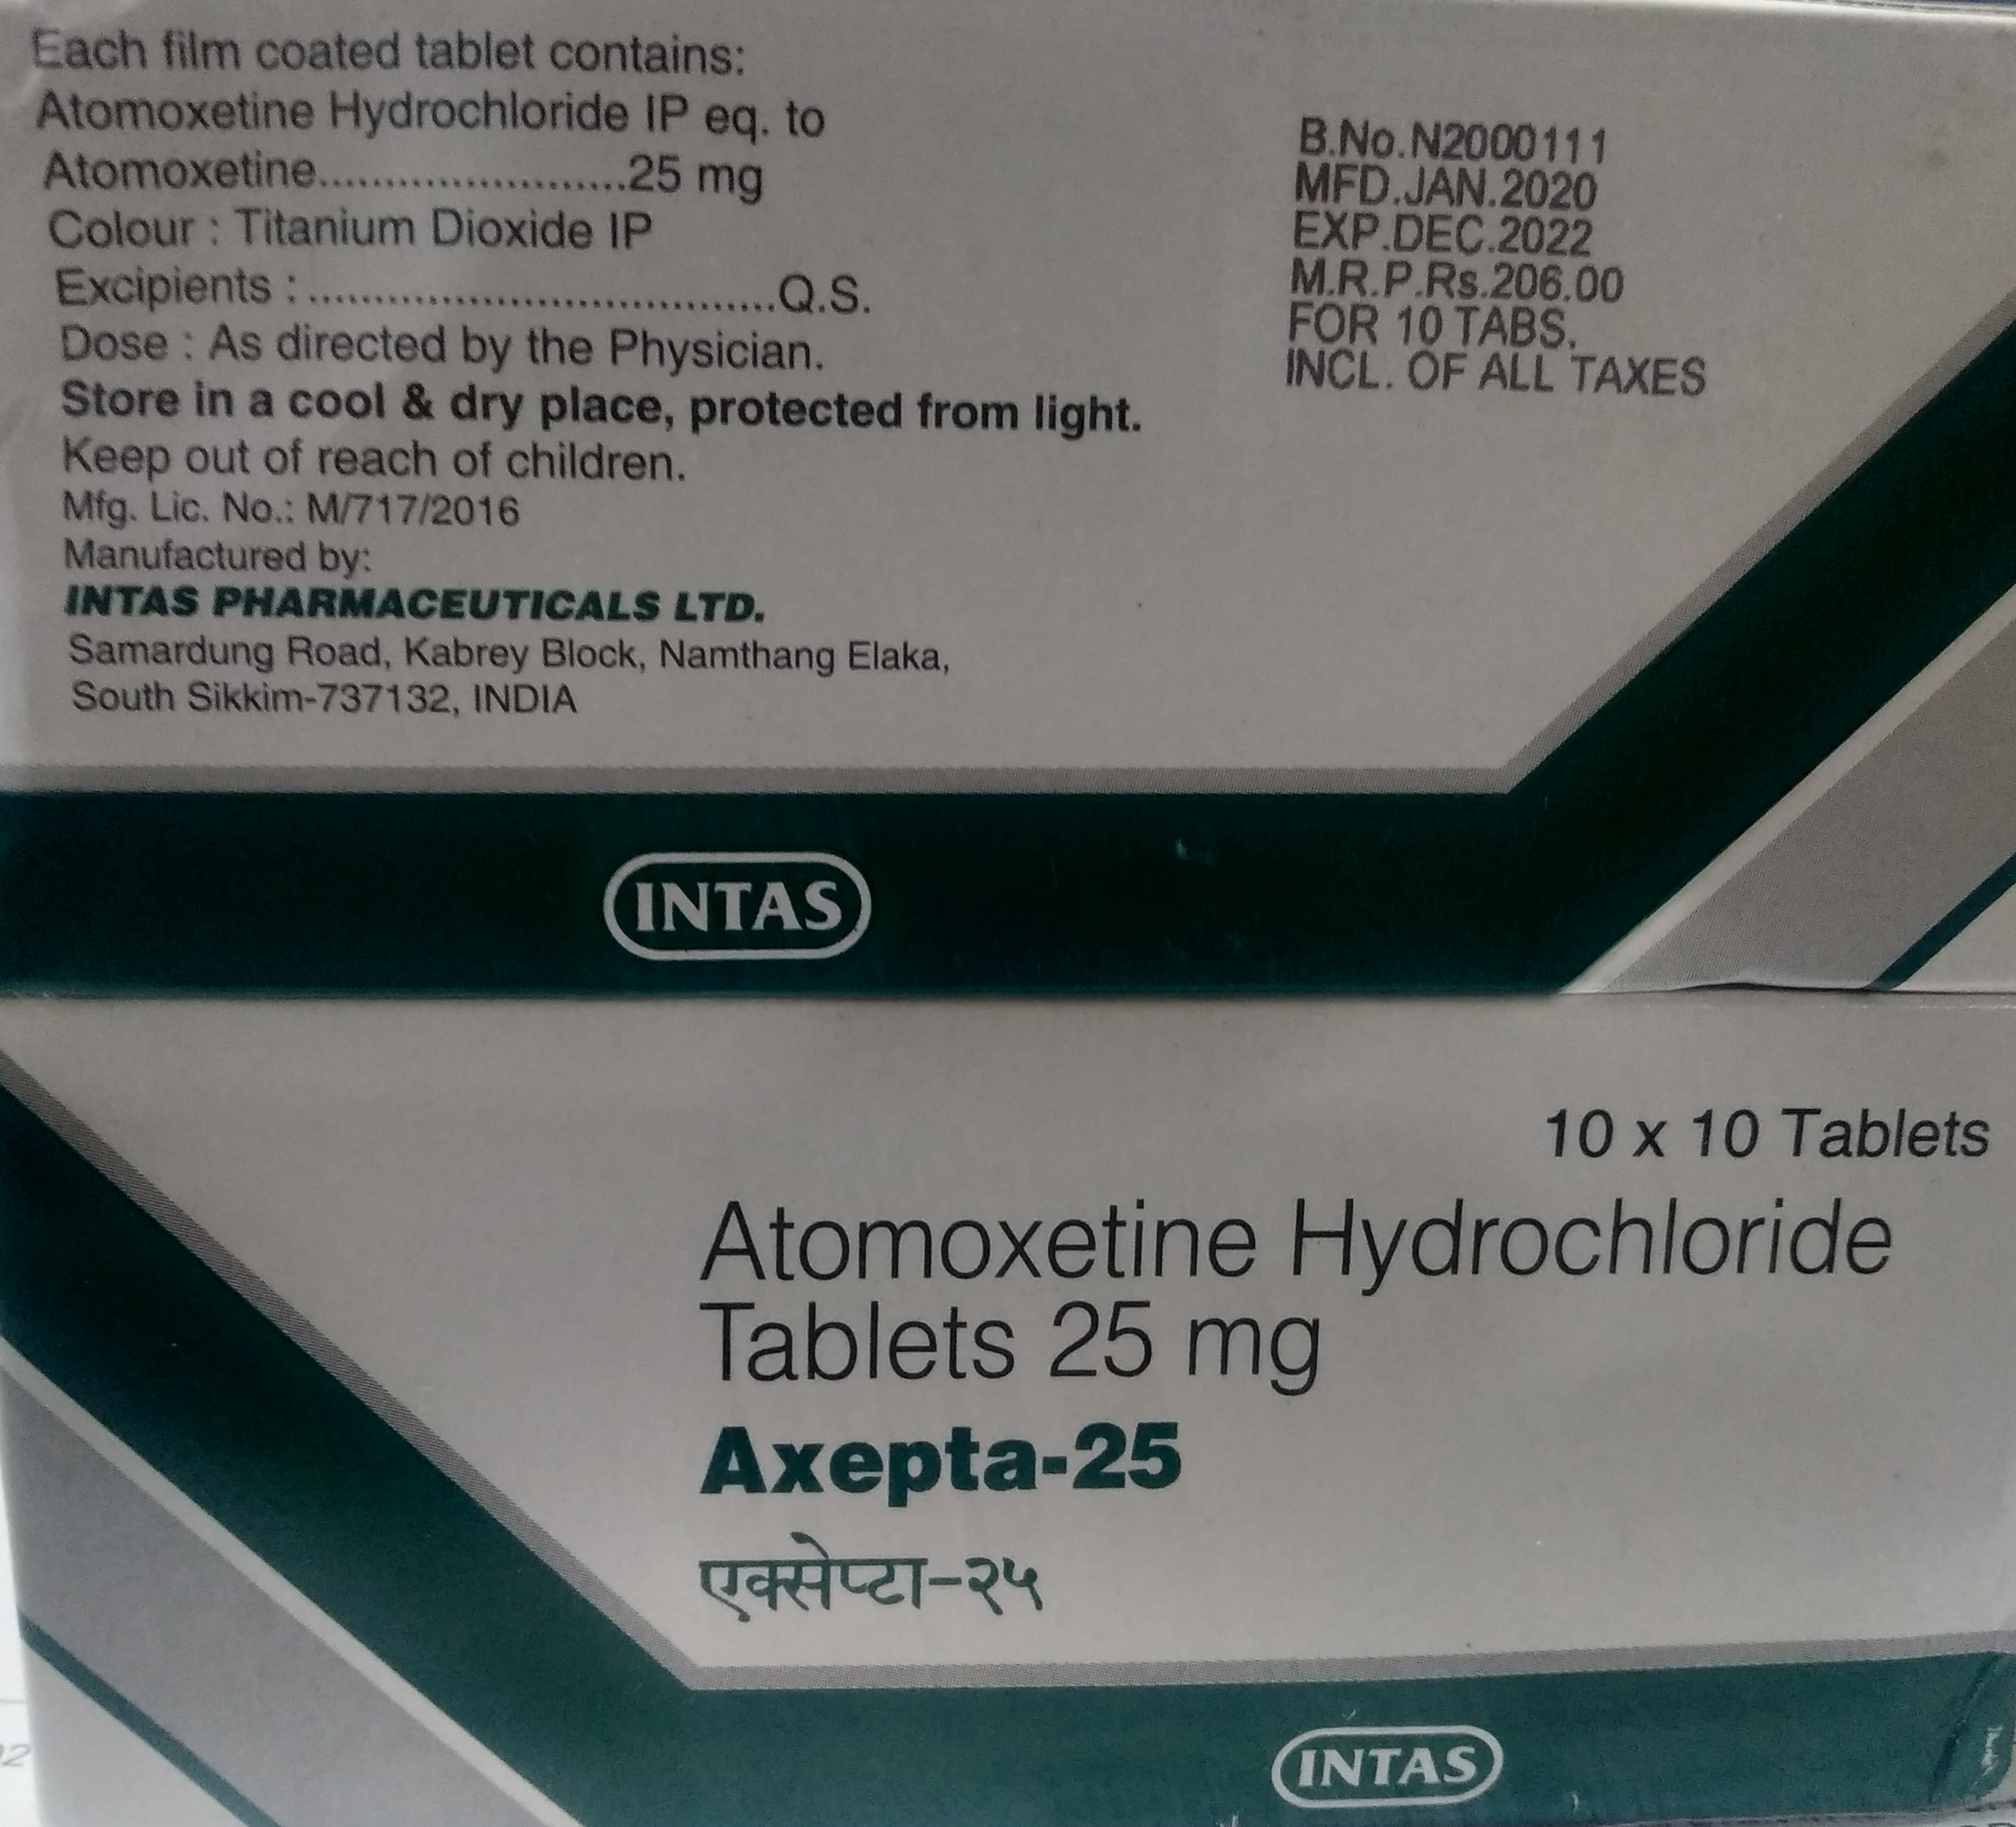 Each film coated tablet contains:
Atomoxetine Hydrochloride IP eq. to
Atomoxetine.......................25 mg
Colour : Titanium Dioxide IP
Excipients : ...................................Q.S.
Dose : As directed by the Physician.
Store in a cool & dry place, protected from light.
Keep out of reach of children.
Mfg. Lic. No.: M/717/2016
Manufactured by:
INTAS PHARMACEUTICALS LTD.
Samardung Road, Kabrey Block, Namthang Elaka,
South Sikkim-737132, INDIA
B.No.N2000111
MFD.JAN.2020
EXP.DEC.2022
M.R.P.Rs.206.00
FOR 10 TABS.
INCL. OF ALL TAXES
INTAS
10 x 10 Tablets
Atomoxetine Hydrochloride
Tablets 25 mg
Axepta-25
एक्सेप्टा-२५
INTAS